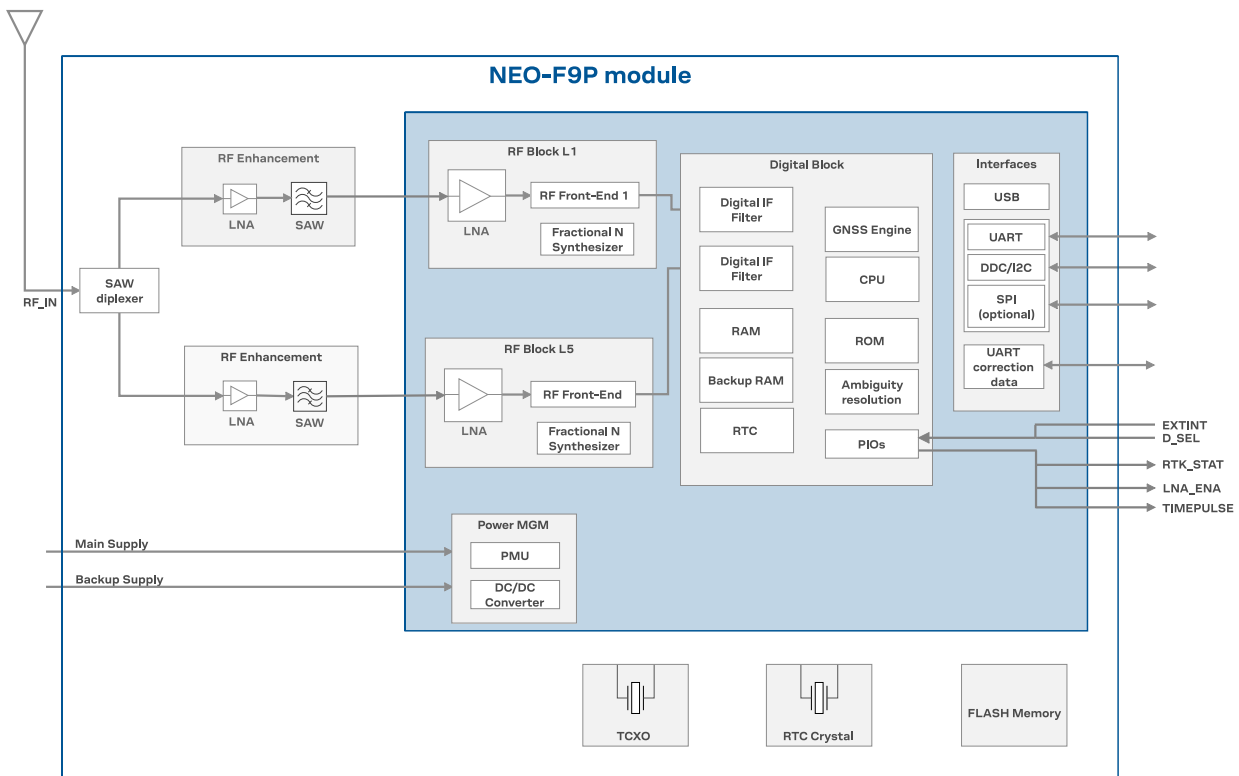 NEO-F9P module
RF Enhancement
LNA
SAW
RF_IN
SAW
diplexer
RF Enhancement
LNA
SAW
RF Block L1
LNA
RF Front-End 1
Fractional N
Synthesizer
RF Block L5
LNA
RF Front-End
Fractional N
Synthesizer
Digital Block
Digital IF
Filter
Digital IF
Filter
RAM
Backup RAM
RTC
GNSS Engine
CPU
ROM
Ambiguity
resolution
PIOs
Interfaces
USB
UART
DDC/I2C
SPI
(optional)
UART
correction
data
EXTINT
D_SEL
RTK_STAT
LNA_ENA
TIMEPULSE
Main Supply
Backup Supply
Power MGM
PMU
DC/DC
Converter
TCXO
RTC Crystal
FLASH Memory